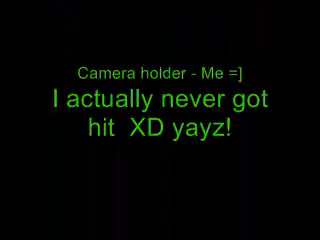 Camera holder - Me =]
I actually never got
hit  XD yayz!